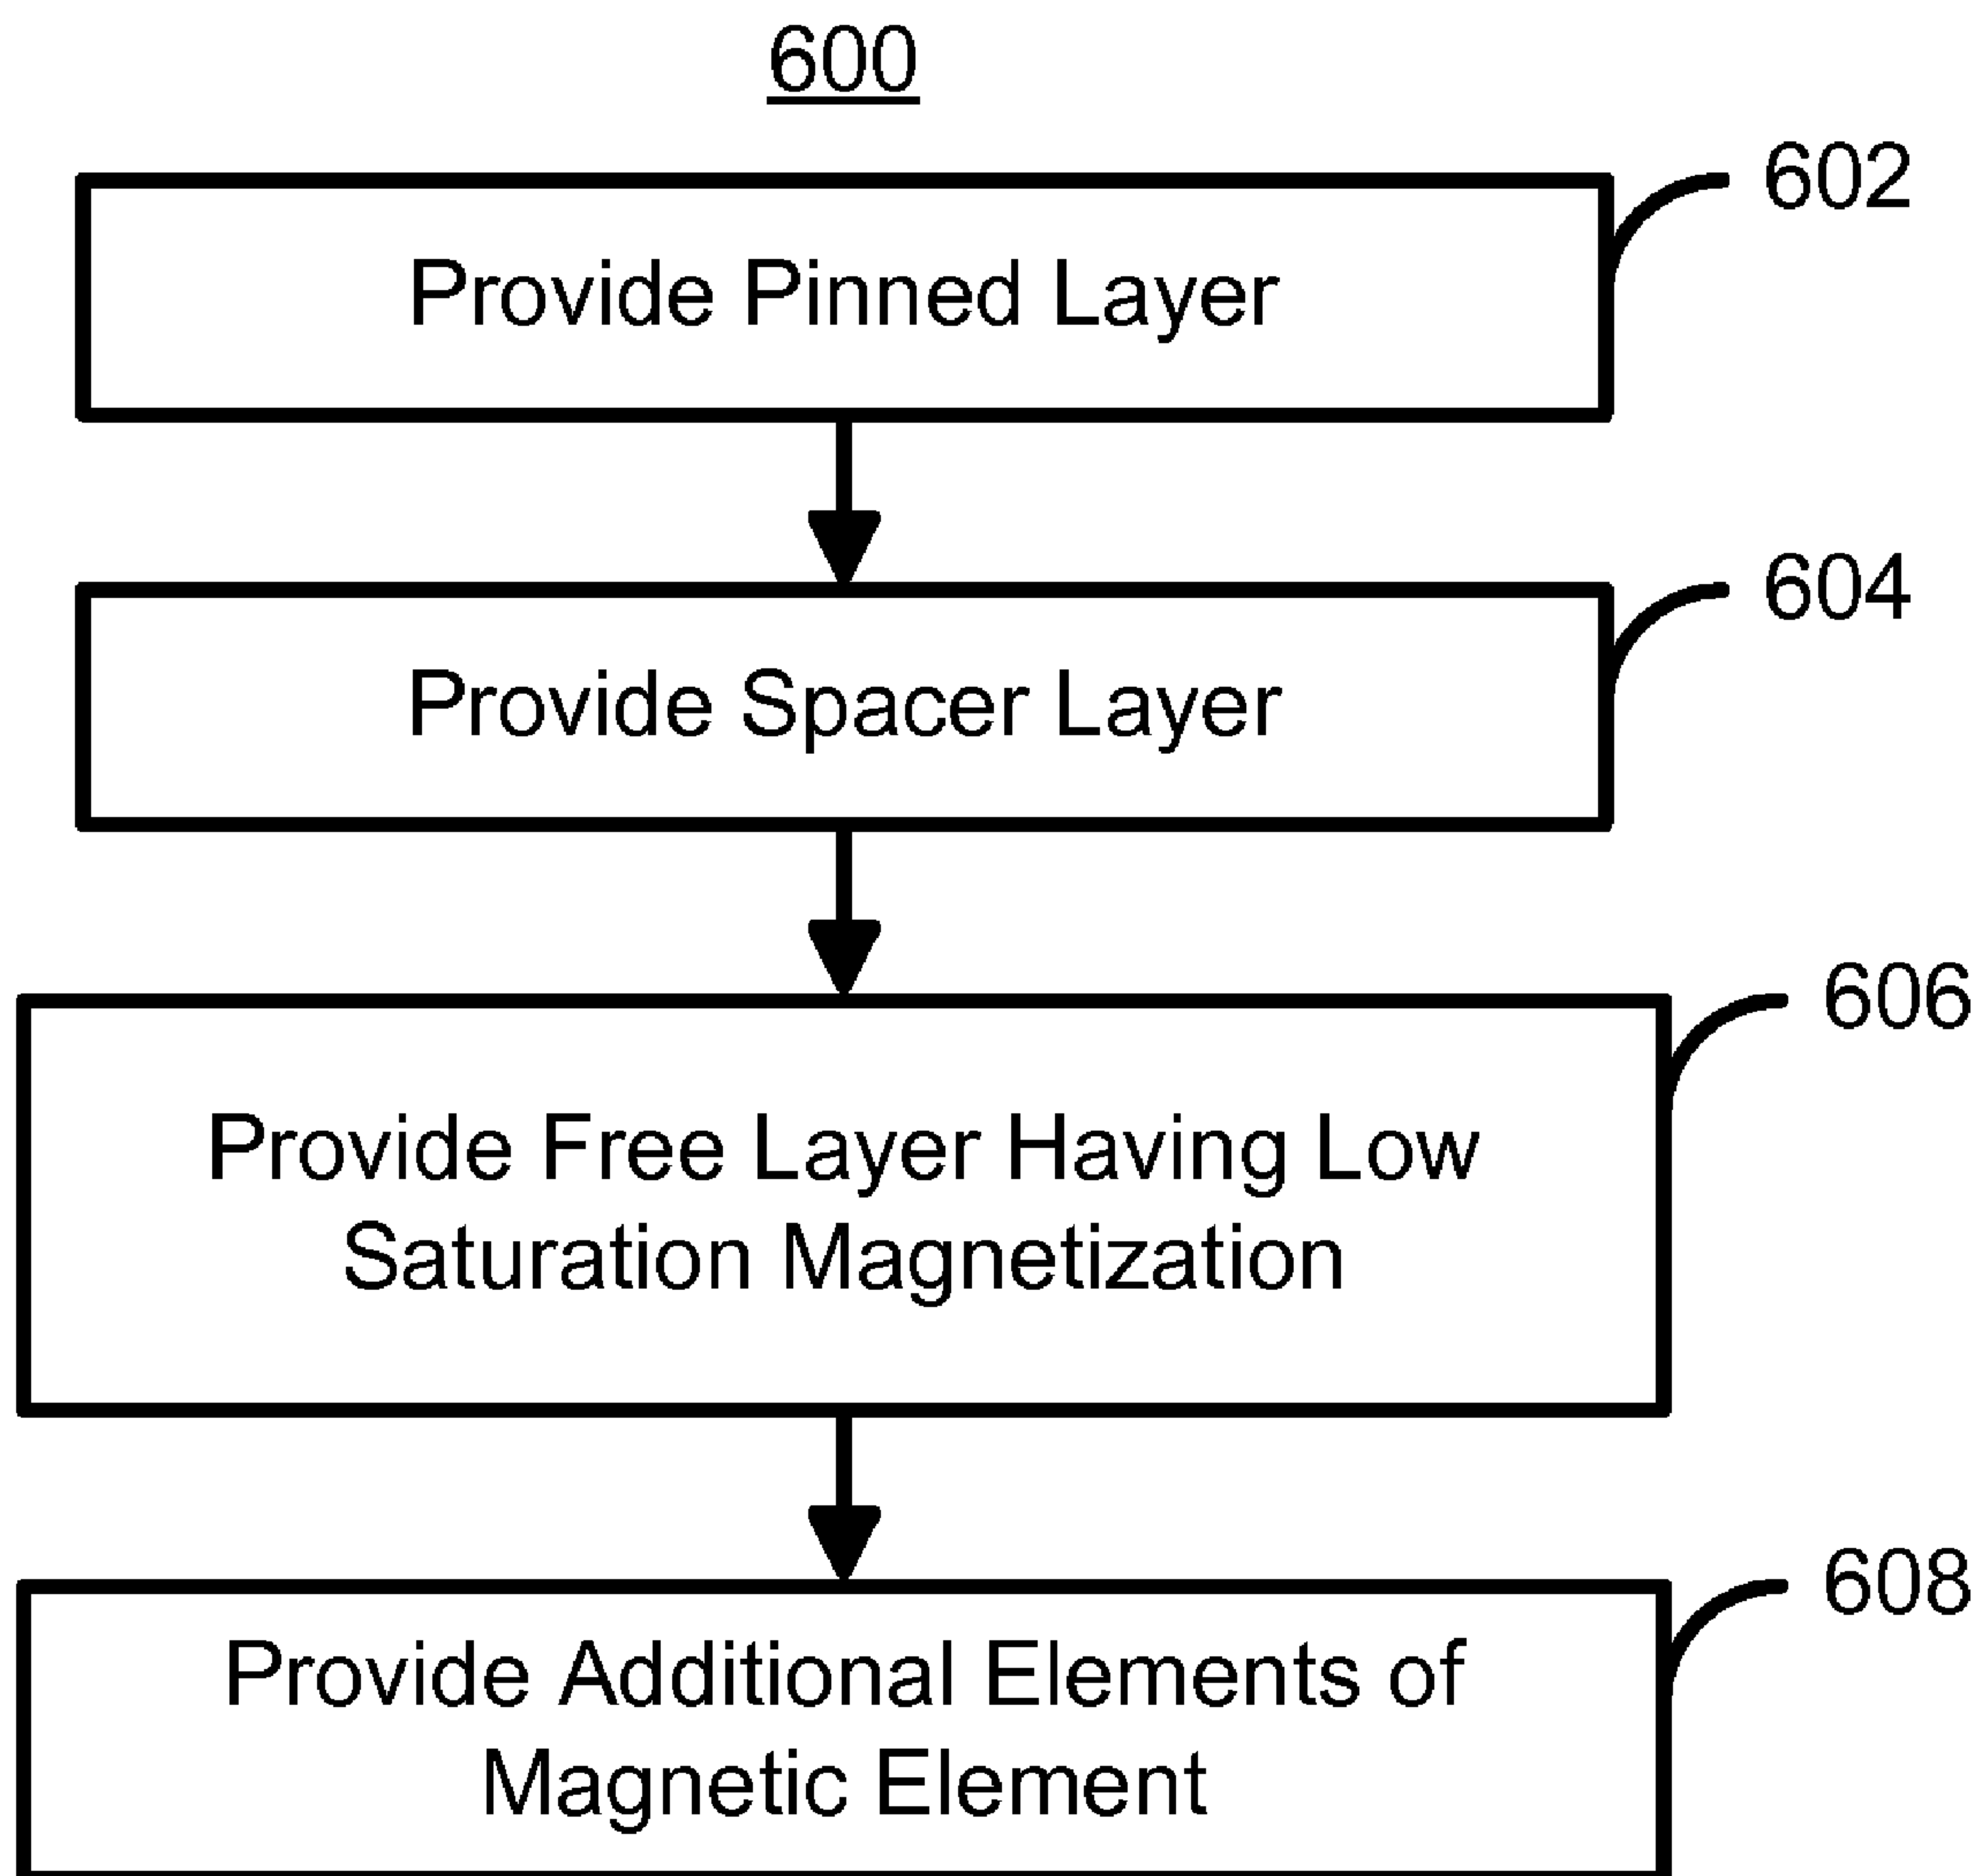 600
602
Provide Pinned Layer
604
Provide Spacer Layer
606
Provide Free Layer Having Low
Saturation Magnetization
608
Provide Additional Elements of
Magnetic Element